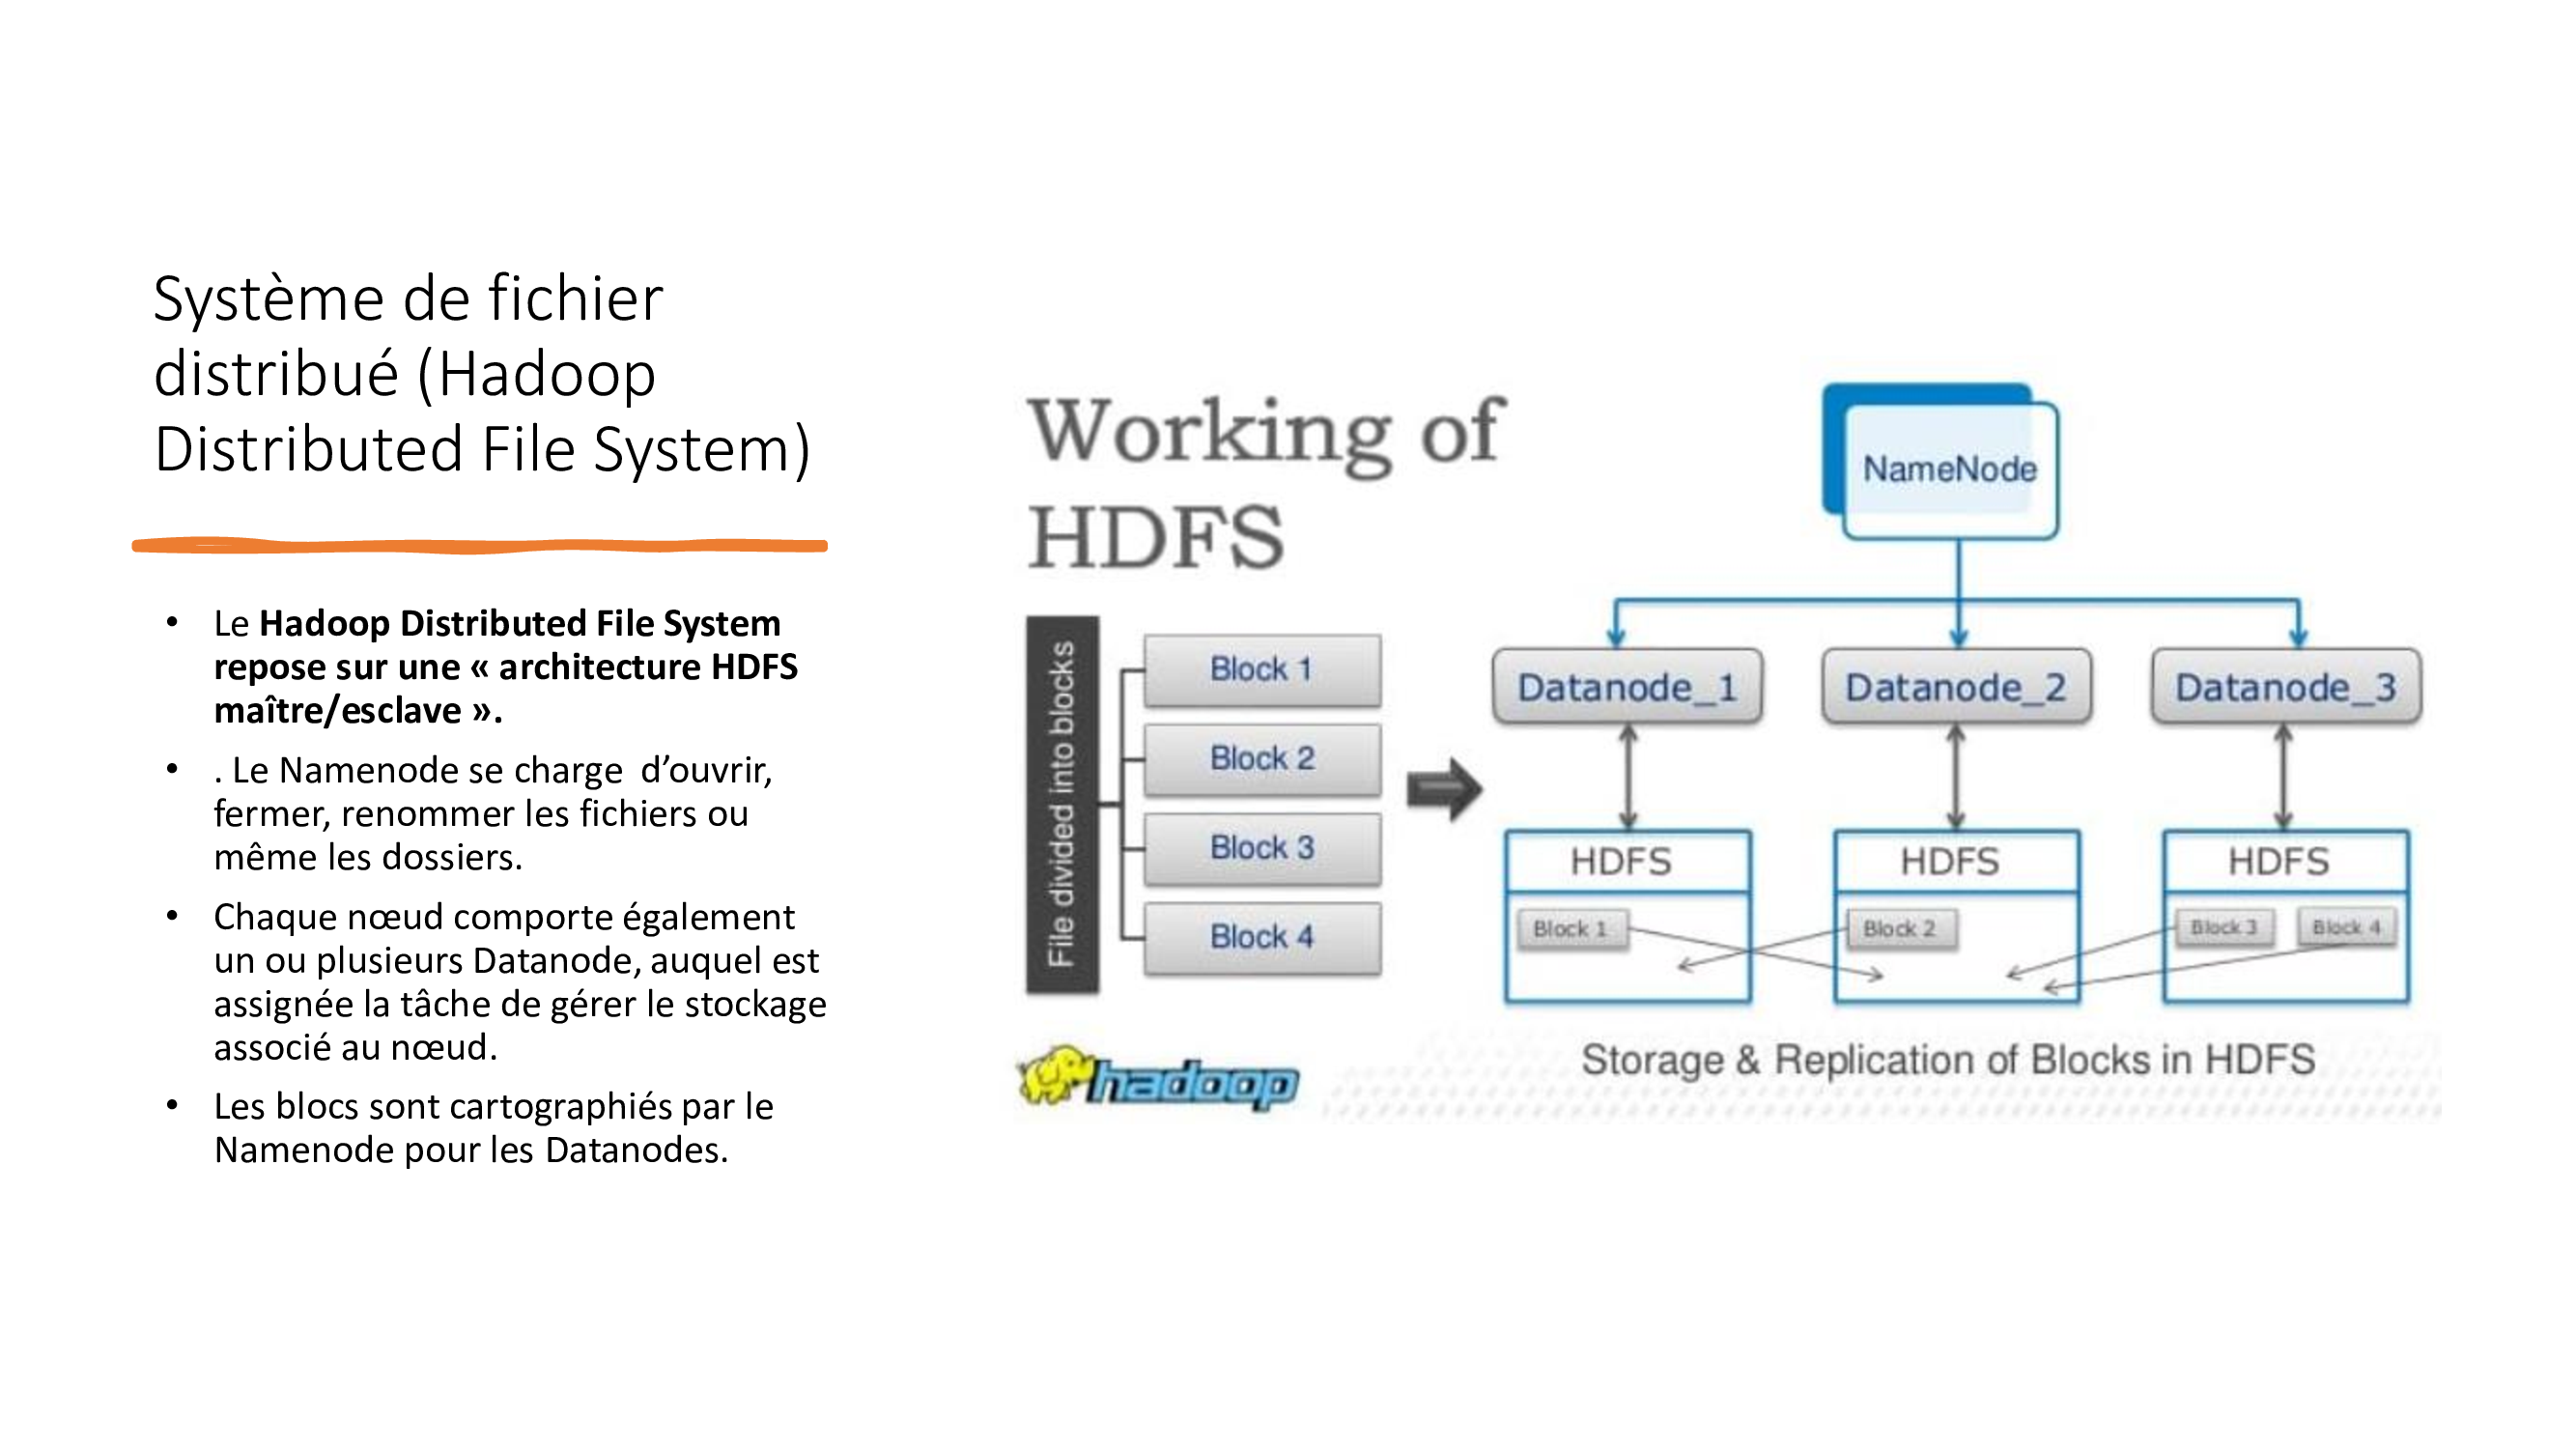 Système de fichier
distribué (Hadoop
Distributed File System)
• Le Hadoop Distributed File System
repose sur une « architecture HDFS
maître/esclave ».
• . Le Namenode se charge  d’ouvrir,
fermer, renommer les fichiers ou
même les dossiers.
• Chaque nœud comporte également
un ou plusieurs Datanode, auquel est
assignée la tâche de gérer le stockage
associé au nœud.
• Les blocs sont cartographiés par le
Namenode pour les Datanodes.
Working of
HDFS
File divided into blocks
Block 1
Block 2
Block 3
Block 4
hadoop
NameNode
Datanode_1
Datanode_2
Datanode_3
HDFS
HDFS
HDFS
Block 1
Block 2
Block 3
Block 4
Storage & Replication of Blocks in HDFS